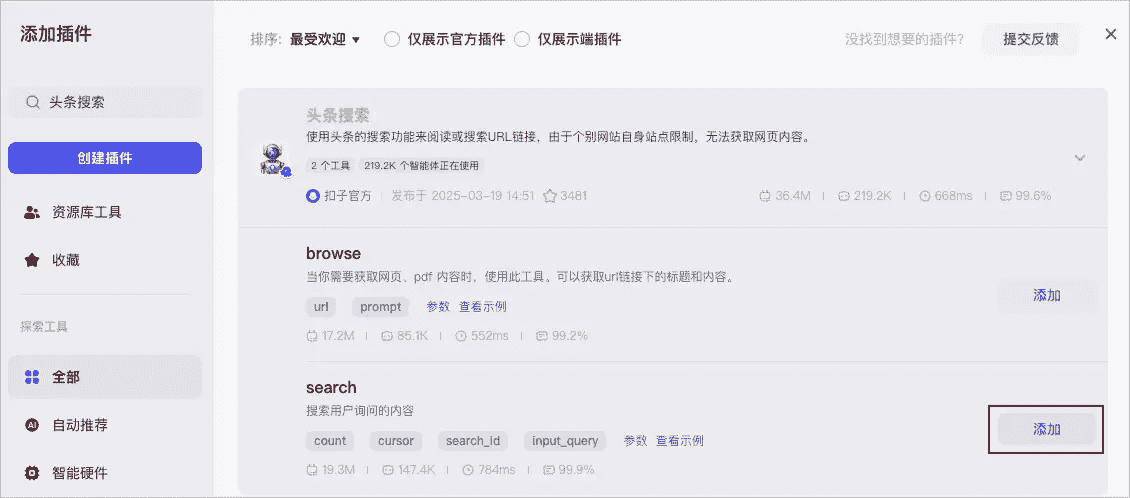 添加插件
头条搜索
创建插件
资源库工具
收藏
探索工具
全部
自动推荐
智能硬件
排序: 最受欢迎 仅展示官方插件 仅展示端插件 没找到想要的插件? 提交反馈
头条搜索
使用头条的搜索功能来阅读或搜索URL链接，由于个别网站自身站点限制，无法获取网页内容。
2 个工具 219.2K 个智能体正在使用
扣子官方 发布于 2025-03-19 14:51 3481 36.4M 219.2K 668ms 99.6%
browse
当你需要获取网页、pdf 内容时，使用此工具。可以获取url链接下的标题和内容。
添加
url prompt 参数 查看示例
17.2M 85.1K 552ms 99.2%
search
搜索用户询问的内容
添加
count cursor search_id input_query 参数 查看示例
19.3M 147.4K 784ms 99.9%